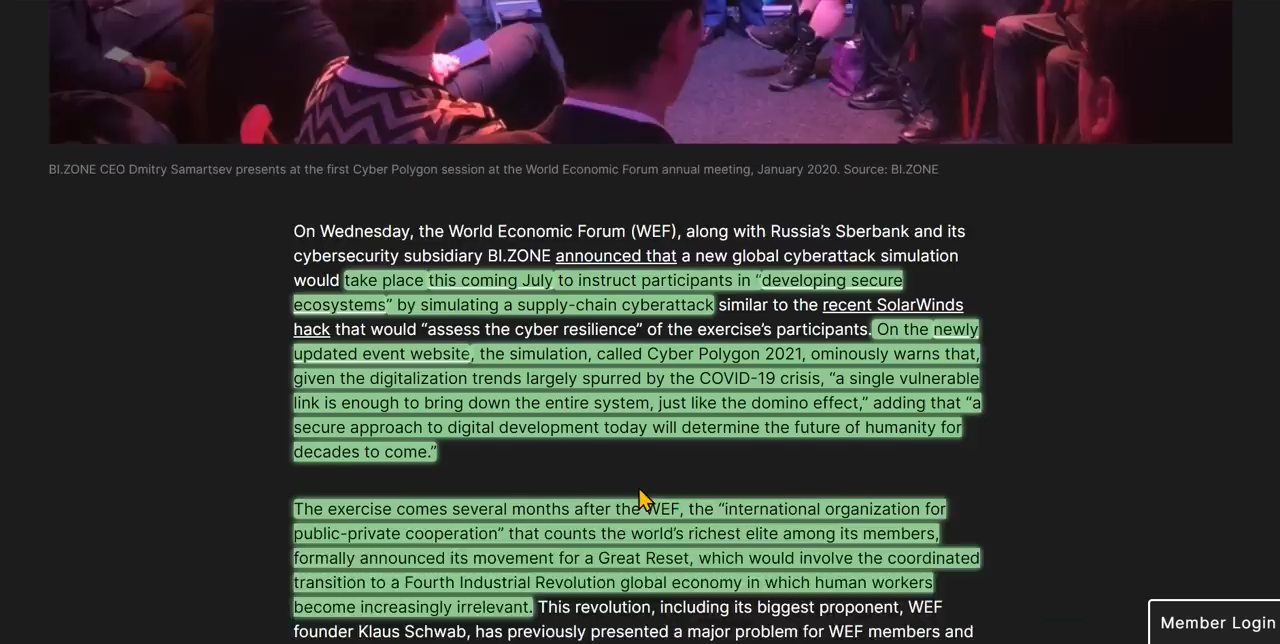 BI.ZONE CEO Dmitry Samartsev presents at the first Cyber Polygon session at the World Economic Forum annual meeting, January 2020. Source: BI.ZONE
On Wednesday, the World Economic Forum (WEF), along with Russia’s Sberbank and its
cybersecurity subsidiary BI.ZONE announced that a new global cyberattack simulation
would take place this coming July to instruct participants in “developing secure
ecosystems” by simulating a supply-chain cyberattack similar to the recent SolarWinds
hack that would “assess the cyber resilience” of the exercise’s participants. On the newly
updated event website, the simulation, called Cyber Polygon 2021, ominously warns that,
given the digitalization trends largely spurred by the COVID-19 crisis, “a single vulnerable
link is enough to bring down the entire system, just like the domino effect,” adding that “a
secure approach to digital development today will determine the future of humanity for
decades to come.”
The exercise comes several months after the WEF, the “international organization for
public-private cooperation” that counts the world’s richest elite among its members,
formally announced its movement for a Great Reset, which would involve the coordinated
transition to a Fourth Industrial Revolution global economy in which human workers
become increasingly irrelevant. This revolution, including its biggest proponent, WEF
founder Klaus Schwab, has previously presented a major problem for WEF members and
Member Login